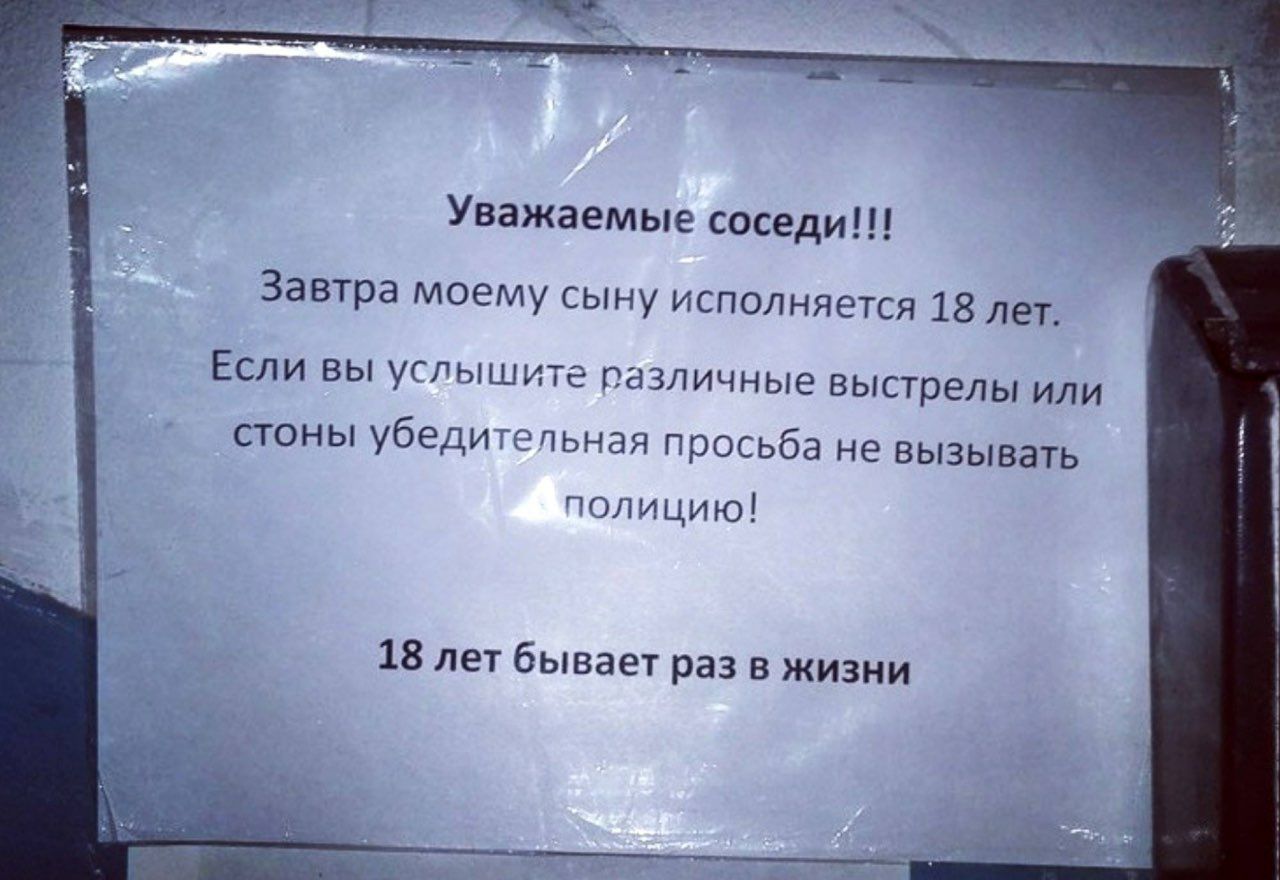 Уважаемые соседи!!!
Завтра моему сыну исполняется 18 лет.
Если вы услышите различные выстрелы или
стоны убедительная просьба не вызывать
полицию!
18 лет бывает раз в жизни